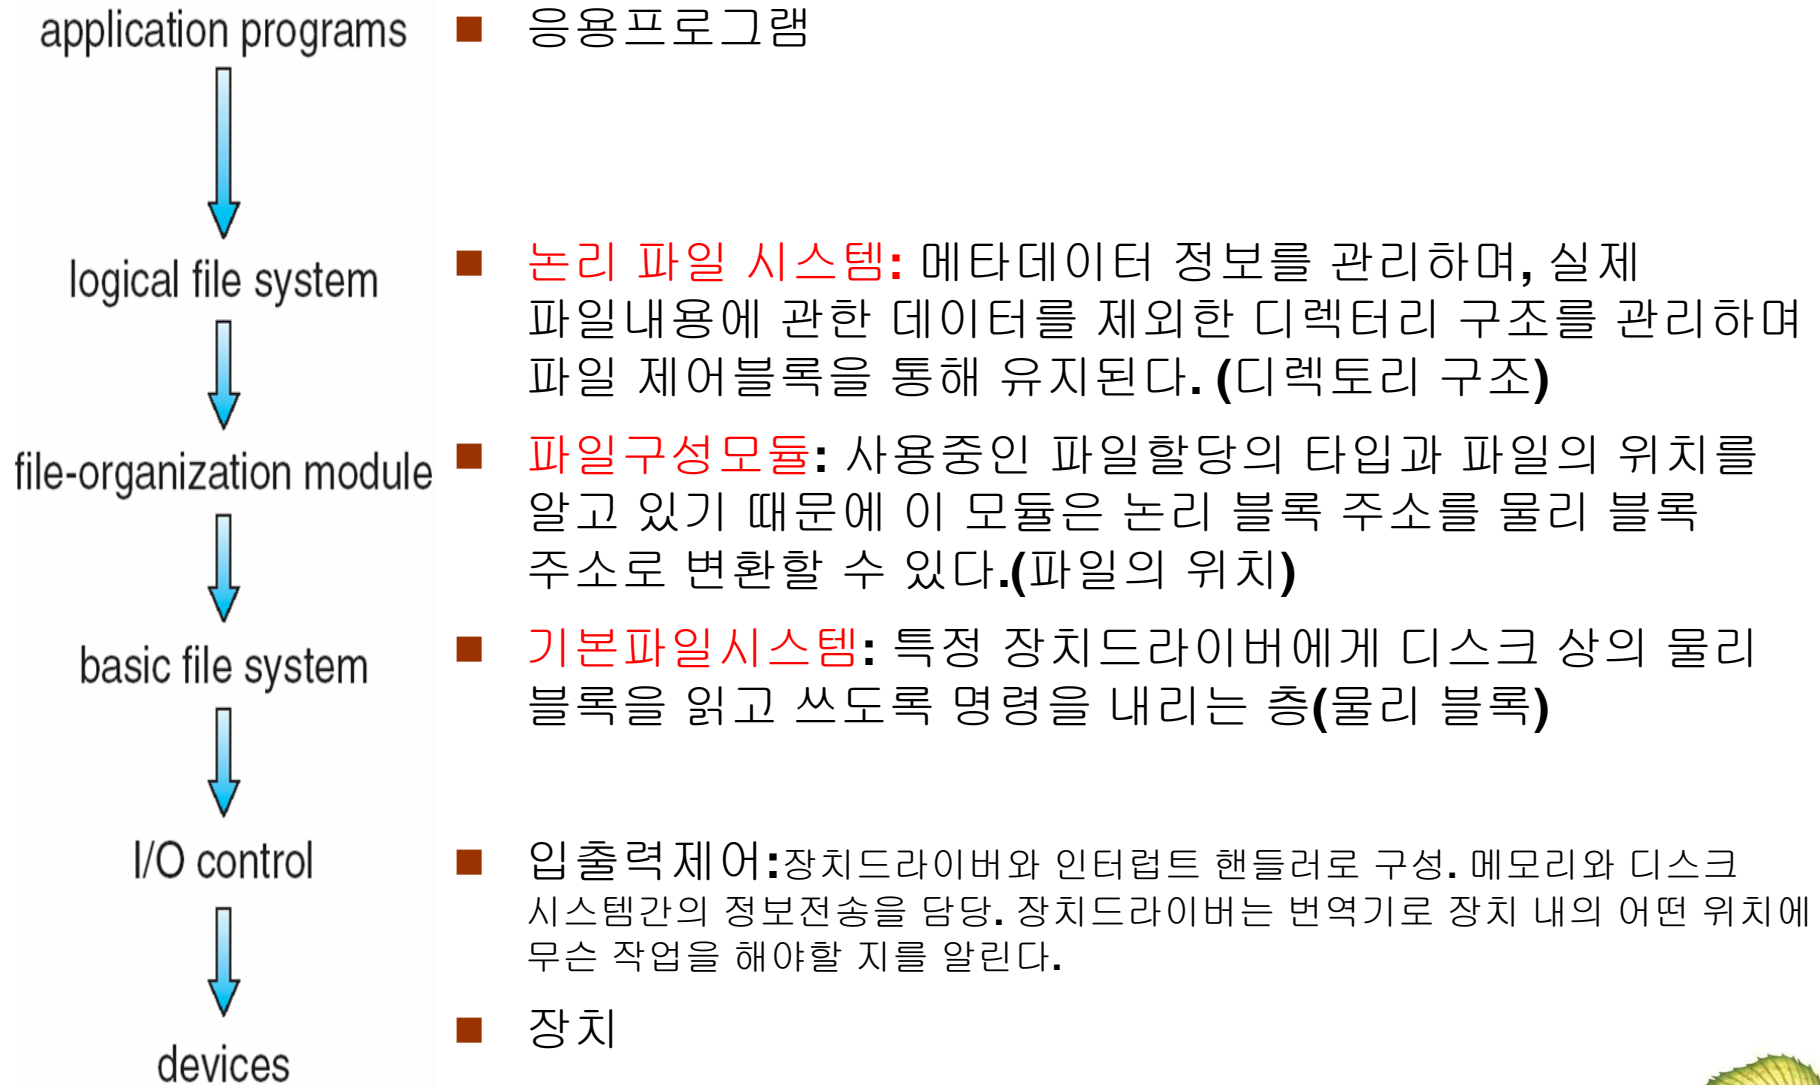 application programs
■ 응용프로그램
logical file system
■ 논리 파일 시스템: 메타데이터 정보를 관리하며, 실제
파일내용에 관한 데이터를 제외한 디렉터리 구조를 관리하며
파일 제어블록을 통해 유지된다. (디렉토리 구조)
file-organization module
■ 파일구성모듈: 사용중인 파일할당의 타입과 파일의 위치를
알고 있기 때문에 이 모듈은 논리 블록 주소를 물리 블록
주소로 변환할 수 있다.(파일의 위치)
basic file system
■ 기본파일시스템: 특정 장치드라이버에게 디스크 상의 물리
블록을 읽고 쓰도록 명령을 내리는 층(물리 블록)
I/O control
■ 입출력제어:장치드라이버와 인터럽트 핸들러로 구성. 메모리와 디스크
시스템간의 정보전송을 담당. 장치드라이버는 번역기로 장치 내의 어떤 위치에
무슨 작업을 해야할 지를 알린다.
■ 장치
devices